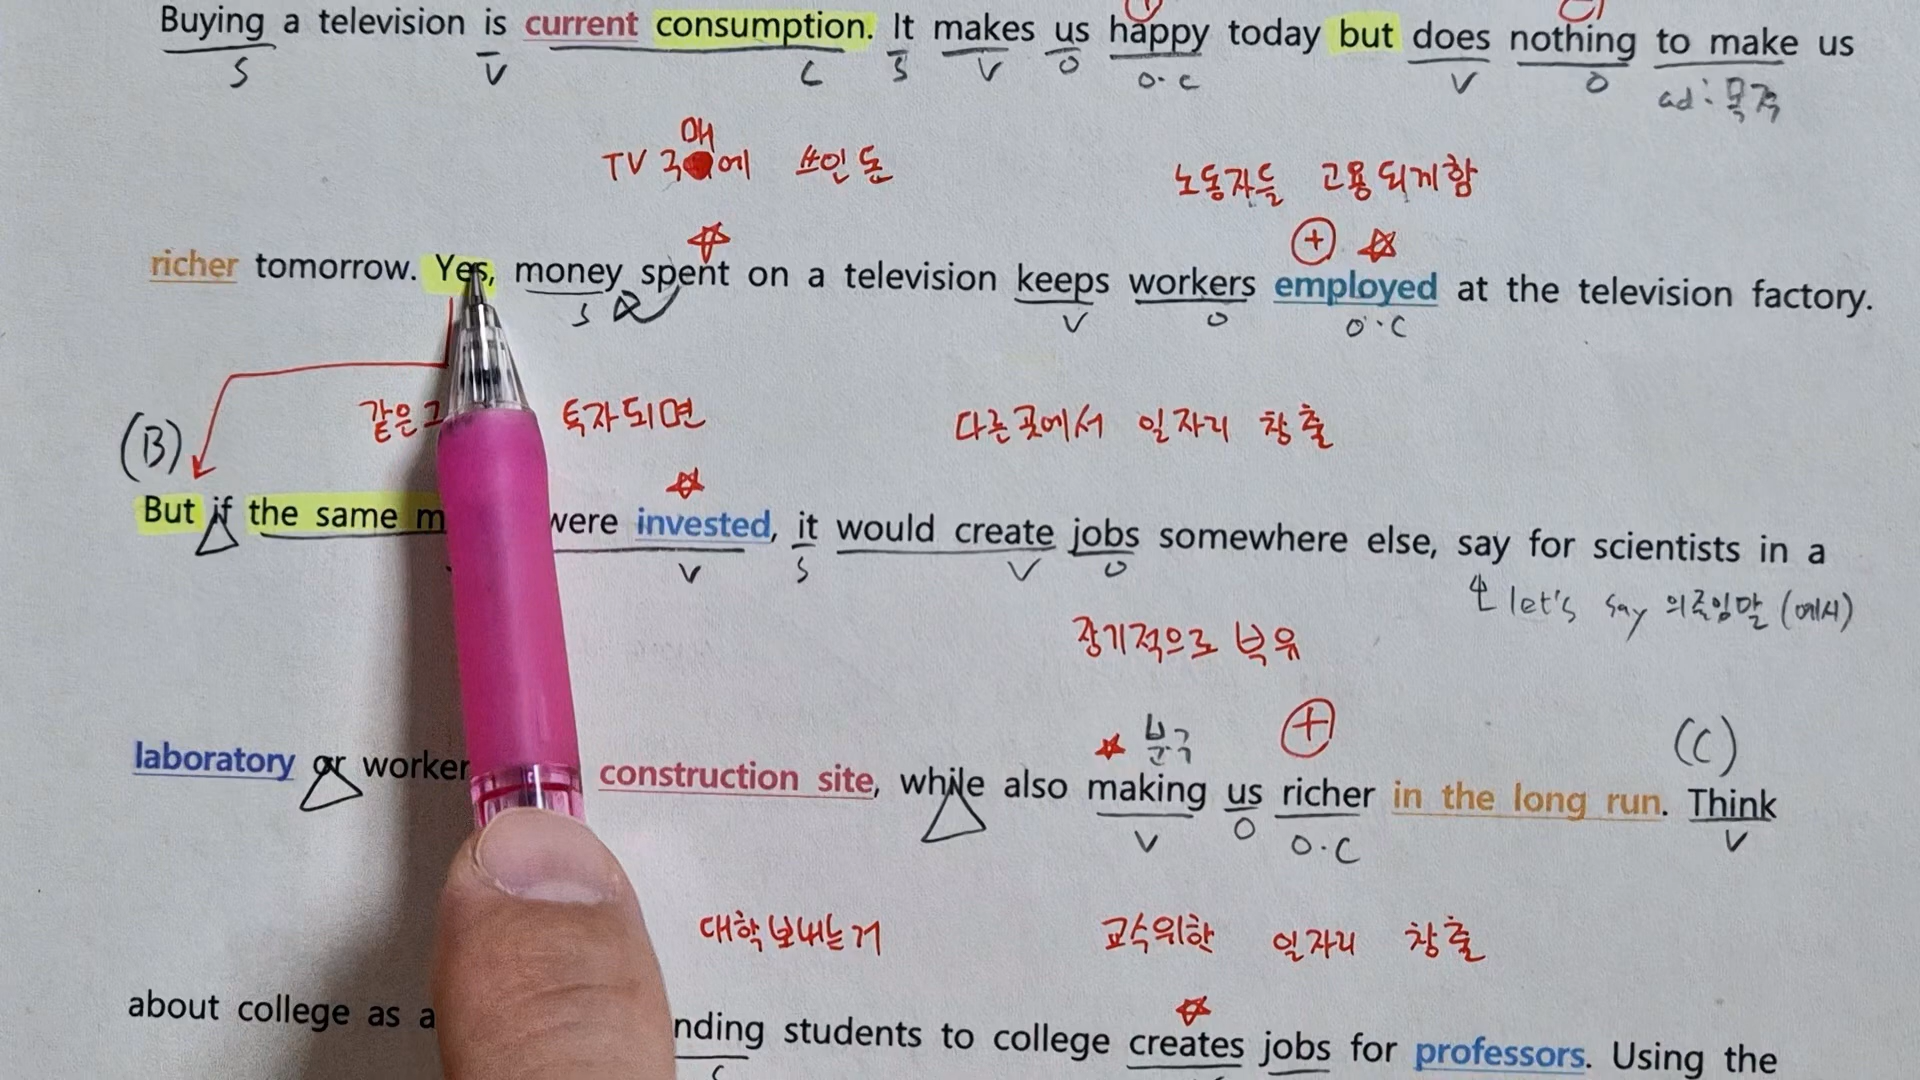 Buying a television is current consumption. It makes us happy today but does nothing to make us
S V C S V O O.C V O ad: 목적
TV 구매에 쓰인 돈 노동자들 고용되게함
richer tomorrow. Yes, money spent on a television keeps workers employed at the television factory.
S V O O.C
(B) 같은 투자되면 다른곳에서 일자리 창출
But if the same were invested, it would create jobs somewhere else, say for scientists in a
V S V O let's say 의줄임말 (예시)
장기적으로 부유
분구 (C)
laboratory or construction site, while also making us richer in the long run. Think
V O O.C V
대학보내는거 교수위한 일자리 창출
about college as a students to college creates jobs for professors. Using the